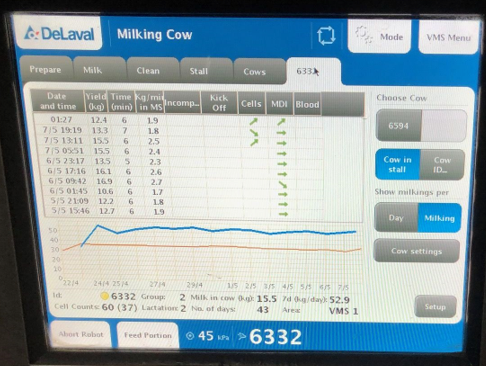 DeLaval Milking Cow Mode VMS Menu
Prepare Milk Clean Stall Cows 633
Date and time Yield (kg) Time (min) Kg/min in MS Incomp... Kick Off Cells MDI Blood
01:27 12.4 6 1.9
7/5 19:19 13.3 7 1.8
7/5 13:11 15.5 6 2.5
7/5 05:51 15.5 6 2.4
6/5 23:17 13.5 5 2.3
6/5 17:16 16.1 6 2.6
6/5 09:42 16.9 6 2.7
6/5 01:45 10.6 6 1.7
5/5 21:09 12.2 6 1.8
5/5 15:46 12.7 6 1.9
Choose Cow
6594
Cow in stall
Cow ID...
Show milkings per
Day Milking
Cow settings
50
40
30
20
10
0
22/4 24/4 25/4 27/4 29/4 1/5 2/5 3/5 4/5 5/5 6/5 7/5
Id: 6332 Group: 2 Milk in cow (kg): 15.5 7d (kg/day): 52.9
Cell Counts: 60 (37) Lactation: 2 No. of days: 43 Area: VMS 1
Setup
Abort Robot Feed Portion 45 kPa 6332